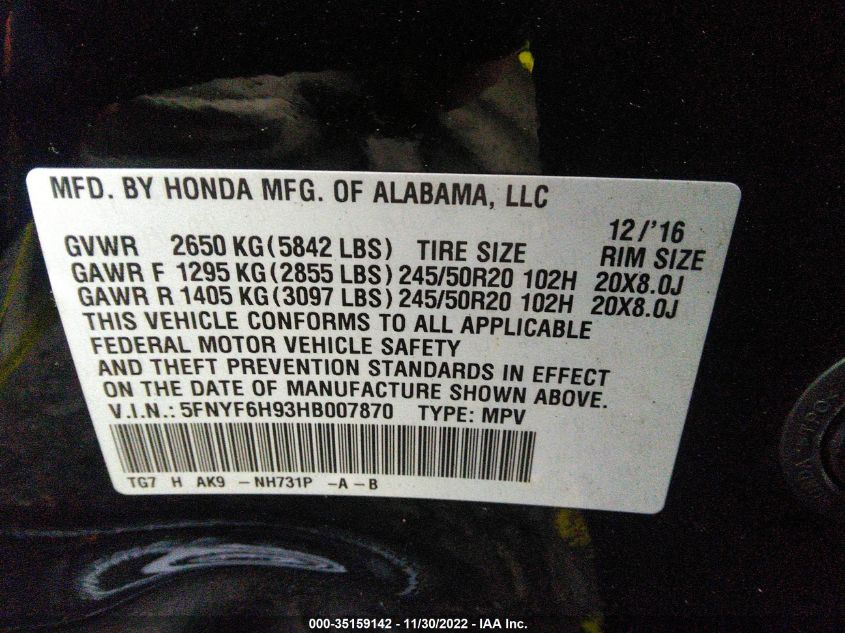 MFD. BY HONDA MFG. OF ALABAMA, LLC
12/'16
GVWR 2650 KG(5842 LBS) TIRE SIZE RIM SIZE
GAWR F 1295 KG(2855 LBS)245/50R20 102H 20X8.0J
GAWR R 1405 KG(3097 LBS)245/50R20 102H 20X8.0J
THIS VEHICLE CONFORMS TO ALL APPLICABLE
FEDERAL MOTOR VEHICLE SAFETY
AND THEFT PREVENTION STANDARDS IN EFFECT
ON THE DATE OF MANUFACTURE SHOWN ABOVE.
V.I.N.: 5FNYF6H93HB007870 TYPE: MPV
TG7 H AK9 -NH731P -A-B
000-35159142 - 11/30/2022 - IAA Inc.